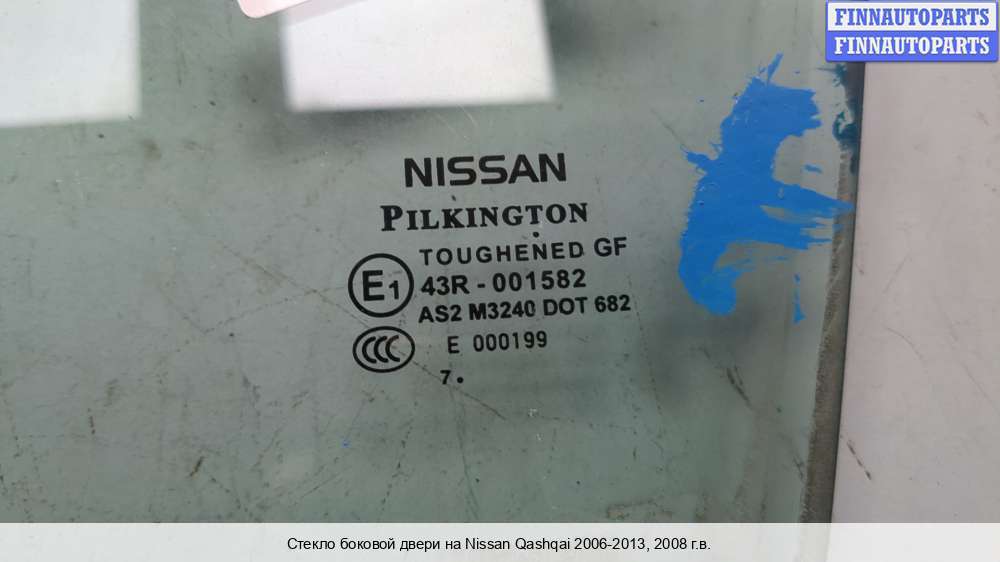 FINNAUTOPARTS
FINNAUTOPARTS
NISSAN
PILKINGTON
TOUGHENED GF
E1 43R - 001582
AS2 M3240 DOT 682
CCC E 000199
7 .
Стекло боковой двери на Nissan Qashqai 2006-2013, 2008 г.в.